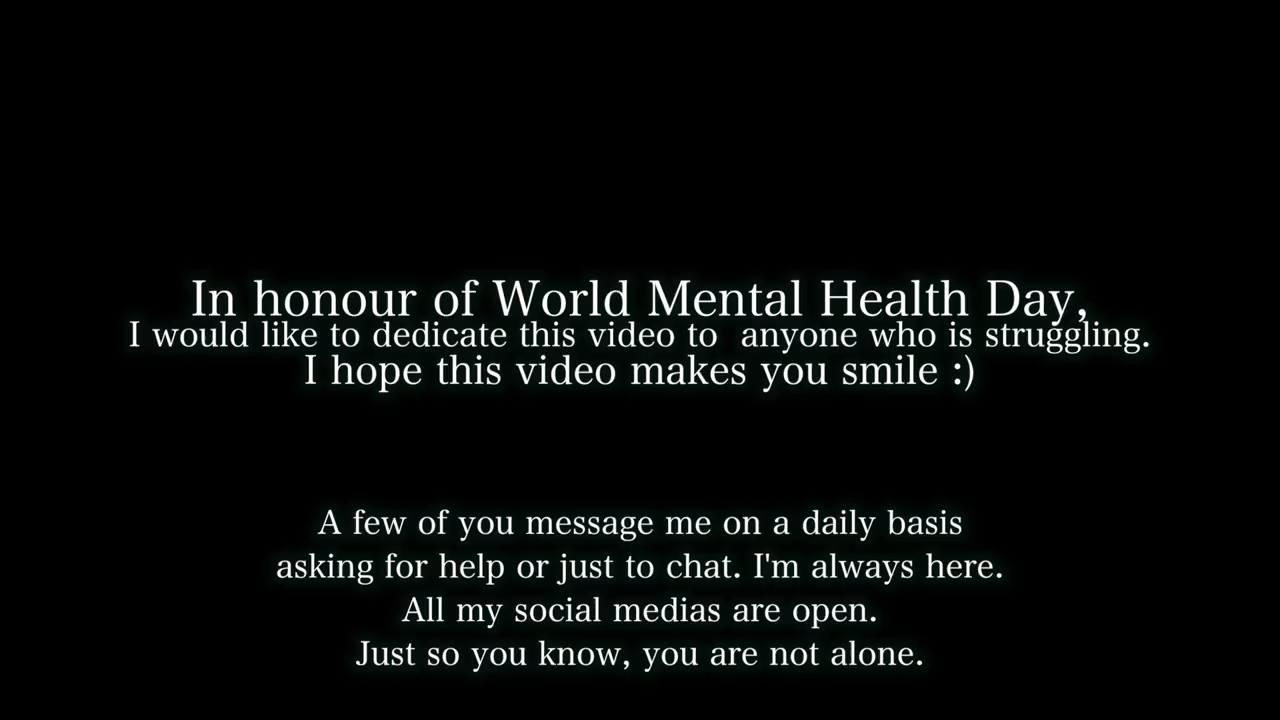 In honour of World Mental Health Day,
I would like to dedicate this video to  anyone who is struggling.
I hope this video makes you smile :)
A few of you message me on a daily basis
asking for help or just to chat. I'm always here.
All my social medias are open.
Just so you know, you are not alone.